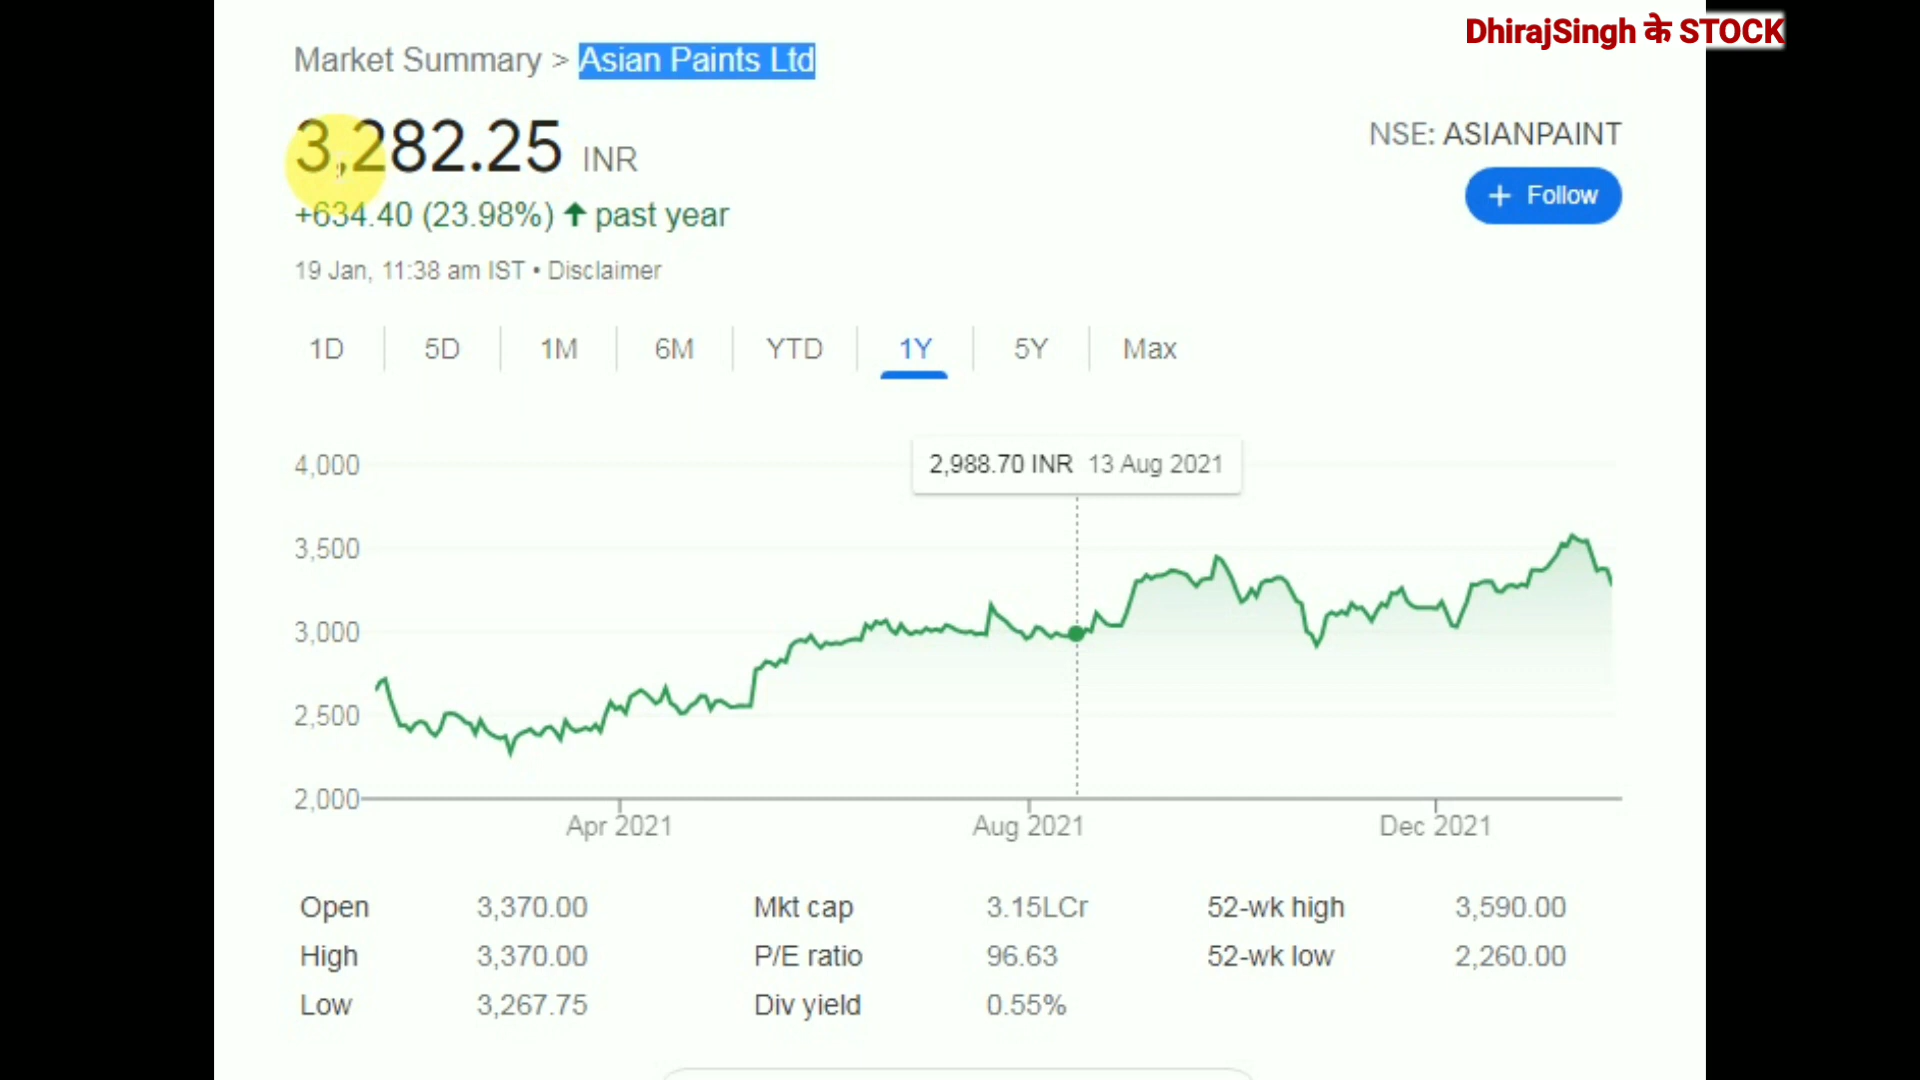 DhirajSingh के STOCK
Market Summary > Asian Paints Ltd
3,282.25 INR
NSE: ASIANPAINT
+ Follow
+634.40 (23.98%) ↑ past year
19 Jan, 11:38 am IST • Disclaimer
1D 5D 1M 6M YTD 1Y 5Y Max
2,988.70 INR 13 Aug 2021
4,000
3,500
3,000
2,500
2,000
Apr 2021 Aug 2021 Dec 2021
Open 3,370.00 Mkt cap 3.15LCr 52-wk high 3,590.00
High 3,370.00 P/E ratio 96.63 52-wk low 2,260.00
Low 3,267.75 Div yield 0.55%